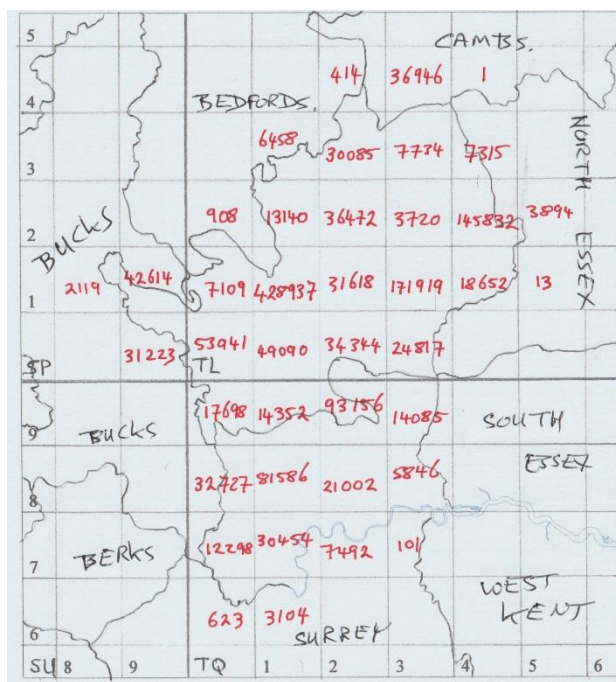 5
CAMBS.
414 36946 1
BEDFORDS.
4
6458
NORTH
3
30085 7734 7315
908 13140 36472 3720 145832 3894
ESSEX
BUCKS
2
2119 42614 7109 428937 31618 171919 18652 13
1
31223 53941 49090 34344 24817
SP TL
17698 14352 93156 14085
SOUTH
9
BUCKS
ESSEX
32727 81586 21002 5846
8
12298 30454 7492 101
BERKS
7
WEST
KENT
623 3104
SURREY
6
SU 8 9 TQ 1 2 3 4 5 6